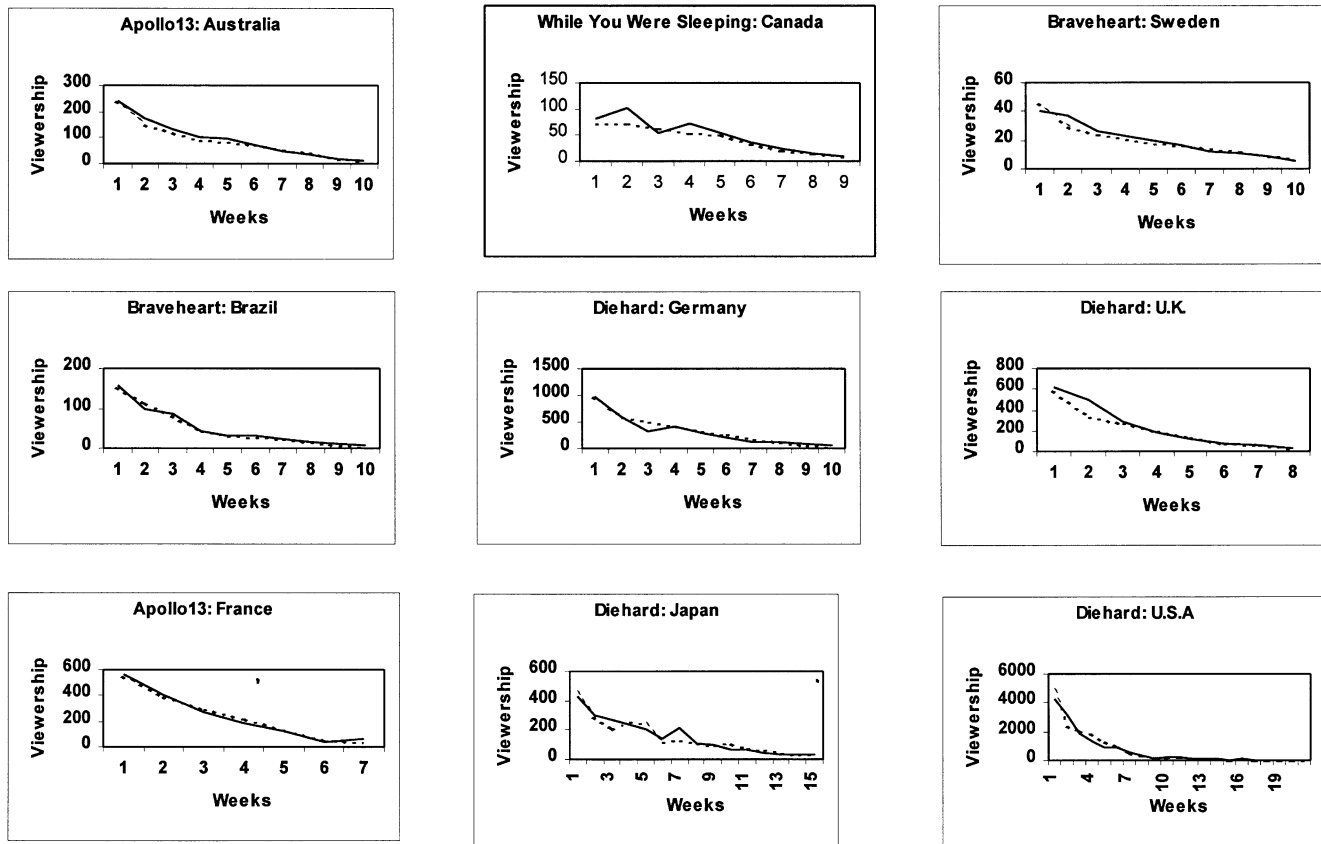 Apollo13: Australia
Viewership
300
200
100
0
1 2 3 4 5 6 7 8 9 10
Weeks
While You Were Sleeping: Canada
Viewership
150
100
50
0
1 2 3 4 5 6 7 8 9
Weeks
Braveheart: Sweden
Viewership
60
40
20
0
1 2 3 4 5 6 7 8 9 10
Weeks
Braveheart: Brazil
Viewership
200
100
0
1 2 3 4 5 6 7 8 9 10
Weeks
Diehard: Germany
Viewership
1500
1000
500
0
1 2 3 4 5 6 7 8 9 10
Weeks
Diehard: U.K.
Viewership
800
600
400
200
0
1 2 3 4 5 6 7 8
Weeks
Apollo13: France
Viewership
600
400
200
0
1 2 3 4 5 6 7
Weeks
Diehard: Japan
Viewership
600
400
200
0
1 3 5 7 9 11 13 15
Weeks
Diehard: U.S.A
Viewership
6000
4000
2000
0
1 4 7 10 13 16 19
Weeks